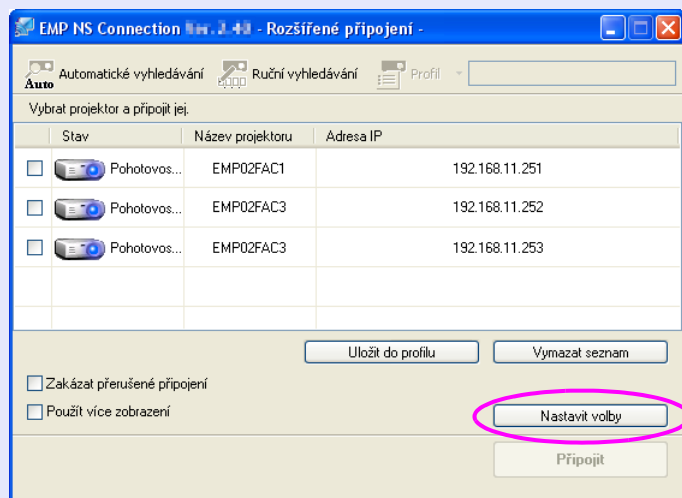 EMP NS Connection - Rozšířené připojení -
Auto Automatické vyhledávání Ruční vyhledávání Profil
Vybrat projektor a připojit jej.
Stav Název projektoru Adresa IP
Pohotovos... EMP02FAC1 192.168.11.251
Pohotovos... EMP02FAC3 192.168.11.252
Pohotovos... EMP02FAC3 192.168.11.253
Uložit do profilu Vymazat seznam
Zakázat přerušené připojení
Použít více zobrazení Nastavit volby
Připojit